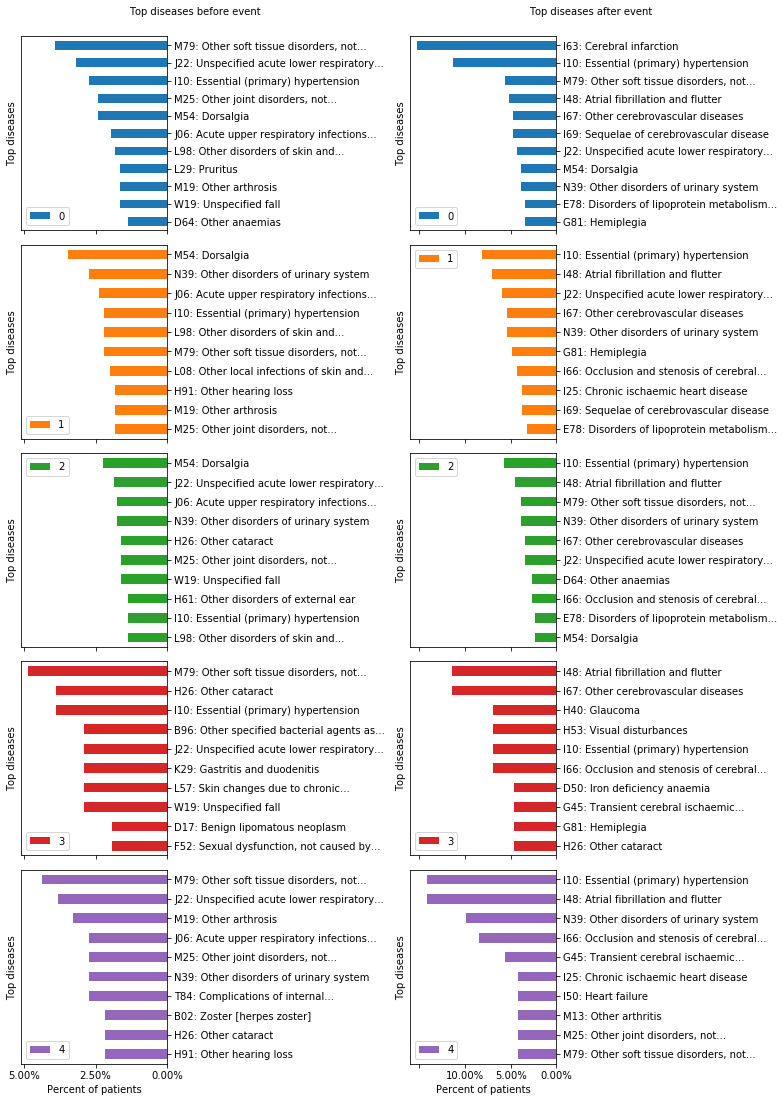 Top diseases before event
Top diseases
M79: Other soft tissue disorders, not...
J22: Unspecified acute lower respiratory...
I10: Essential (primary) hypertension
M25: Other joint disorders, not...
M54: Dorsalgia
J06: Acute upper respiratory infections...
L98: Other disorders of skin and...
L29: Pruritus
M19: Other arthrosis
W19: Unspecified fall
D64: Other anaemias
0
Top diseases
M54: Dorsalgia
N39: Other disorders of urinary system
J06: Acute upper respiratory infections...
I10: Essential (primary) hypertension
L98: Other disorders of skin and...
M79: Other soft tissue disorders, not...
L08: Other local infections of skin and...
H91: Other hearing loss
M19: Other arthrosis
M25: Other joint disorders, not...
1
Top diseases
M54: Dorsalgia
J22: Unspecified acute lower respiratory...
J06: Acute upper respiratory infections...
N39: Other disorders of urinary system
H26: Other cataract
M25: Other joint disorders, not...
W19: Unspecified fall
H61: Other disorders of external ear
I10: Essential (primary) hypertension
L98: Other disorders of skin and...
2
Top diseases
M79: Other soft tissue disorders, not...
H26: Other cataract
I10: Essential (primary) hypertension
B96: Other specified bacterial agents as...
J22: Unspecified acute lower respiratory...
K29: Gastritis and duodenitis
L57: Skin changes due to chronic...
W19: Unspecified fall
D17: Benign lipomatous neoplasm
F52: Sexual dysfunction, not caused by...
3
Top diseases
M79: Other soft tissue disorders, not...
J22: Unspecified acute lower respiratory...
M19: Other arthrosis
J06: Acute upper respiratory infections...
M25: Other joint disorders, not...
N39: Other disorders of urinary system
T84: Complications of internal...
B02: Zoster [herpes zoster]
H26: Other cataract
H91: Other hearing loss
4
5.00% 2.50% 0.00%
Percent of patients
Top diseases after event
Top diseases
I63: Cerebral infarction
I10: Essential (primary) hypertension
M79: Other soft tissue disorders, not...
I48: Atrial fibrillation and flutter
I67: Other cerebrovascular diseases
I69: Sequelae of cerebrovascular disease
J22: Unspecified acute lower respiratory...
M54: Dorsalgia
N39: Other disorders of urinary system
E78: Disorders of lipoprotein metabolism...
G81: Hemiplegia
0
Top diseases
I10: Essential (primary) hypertension
I48: Atrial fibrillation and flutter
J22: Unspecified acute lower respiratory...
I67: Other cerebrovascular diseases
N39: Other disorders of urinary system
G81: Hemiplegia
I66: Occlusion and stenosis of cerebral...
I25: Chronic ischaemic heart disease
I69: Sequelae of cerebrovascular disease
E78: Disorders of lipoprotein metabolism...
1
Top diseases
I10: Essential (primary) hypertension
I48: Atrial fibrillation and flutter
M79: Other soft tissue disorders, not...
N39: Other disorders of urinary system
I67: Other cerebrovascular diseases
J22: Unspecified acute lower respiratory...
D64: Other anaemias
I66: Occlusion and stenosis of cerebral...
E78: Disorders of lipoprotein metabolism...
M54: Dorsalgia
2
Top diseases
I48: Atrial fibrillation and flutter
I67: Other cerebrovascular diseases
H40: Glaucoma
H53: Visual disturbances
I10: Essential (primary) hypertension
I66: Occlusion and stenosis of cerebral...
D50: Iron deficiency anaemia
G45: Transient cerebral ischaemic...
G81: Hemiplegia
H26: Other cataract
3
Top diseases
I10: Essential (primary) hypertension
I48: Atrial fibrillation and flutter
N39: Other disorders of urinary system
I66: Occlusion and stenosis of cerebral...
G45: Transient cerebral ischaemic...
I25: Chronic ischaemic heart disease
I50: Heart failure
M13: Other arthritis
M25: Other joint disorders, not...
M79: Other soft tissue disorders, not...
4
10.00% 5.00% 0.00%
Percent of patients